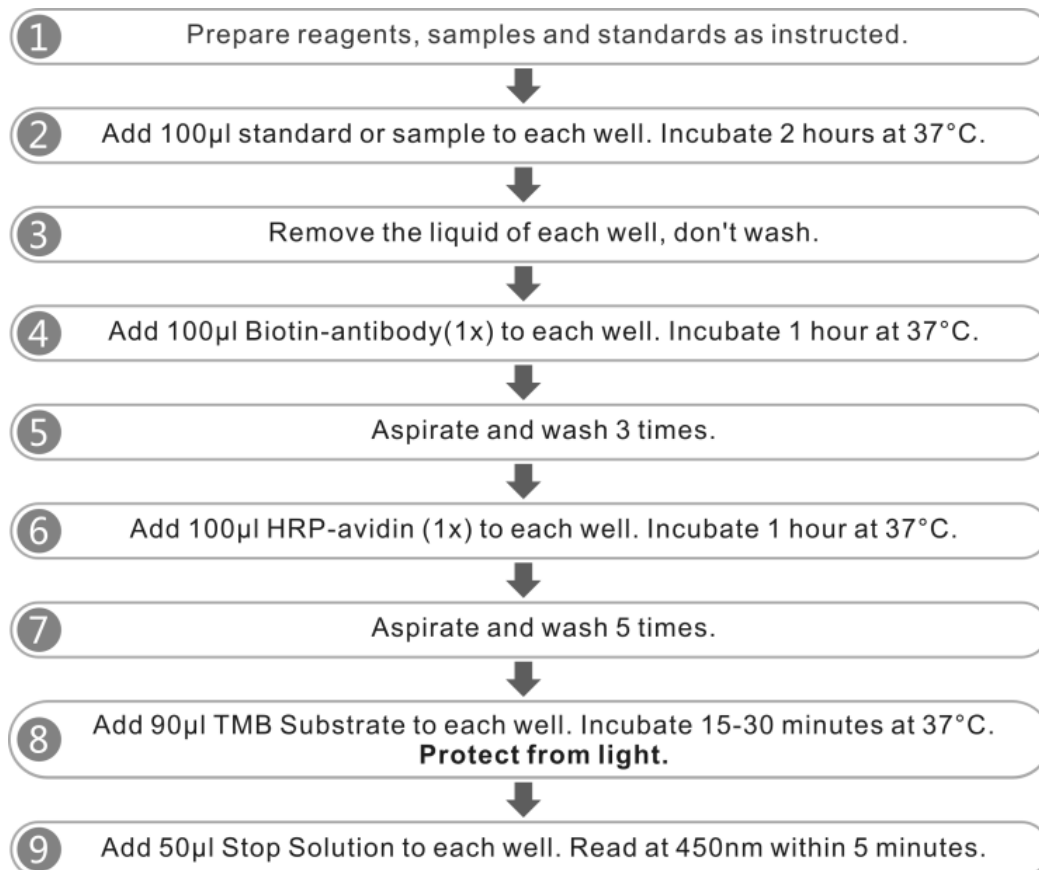 1 Prepare reagents, samples and standards as instructed.
2 Add 100µl standard or sample to each well. Incubate 2 hours at 37°C.
3 Remove the liquid of each well, don't wash.
4 Add 100µl Biotin-antibody(1x) to each well. Incubate 1 hour at 37°C.
5 Aspirate and wash 3 times.
6 Add 100µl HRP-avidin (1x) to each well. Incubate 1 hour at 37°C.
7 Aspirate and wash 5 times.
8 Add 90µl TMB Substrate to each well. Incubate 15-30 minutes at 37°C.
Protect from light.
9 Add 50µl Stop Solution to each well. Read at 450nm within 5 minutes.